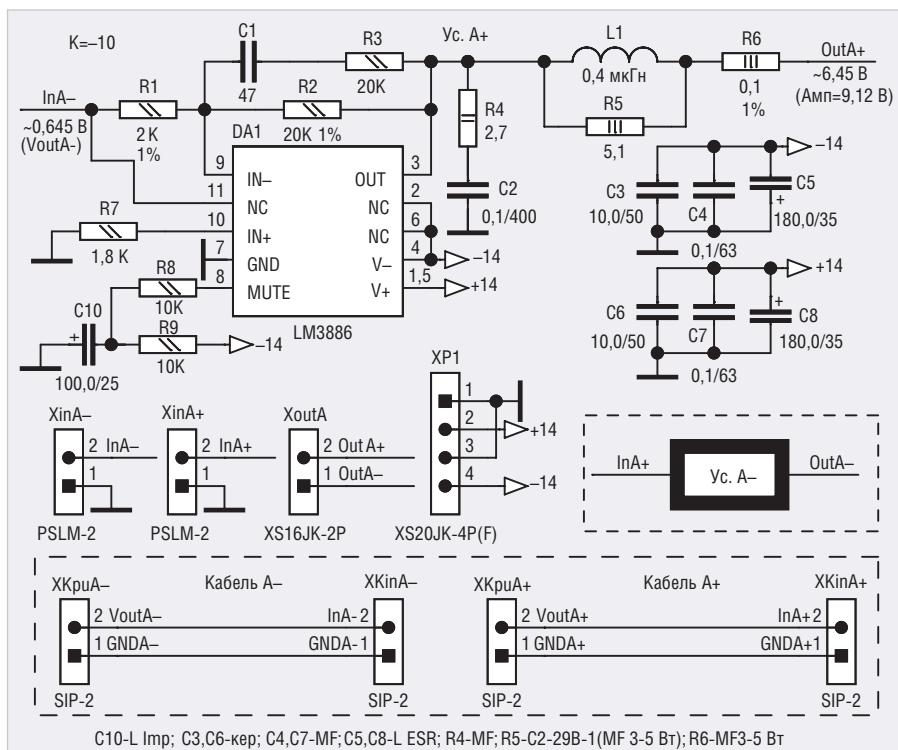 K=–10
C1
47
R3
20K
Ус. A+
L1
0,4 мкГн
R6
0,1
1%
OutA+
~6,45 В
(Амп=9,12 В)
InA–
~0,645 В
(VoutA-)
R1
2 K
1%
R2
20K 1%
R4
2,7
R5
5,1
DA1
9 IN–
11 NC
10 IN+
7 GND
8 MUTE
OUT 3
NC 2
NC 6
V– 4
V+ 1,5
–14
+14
LM3886
C2
0,1/400
R7
1,8 K
R8
10K
R9
10K
–14
C10
+
100,0/25
C3
10,0/50
C4
0,1/63
C5
+
180,0/35
–14
C6
10,0/50
C7
0,1/63
C8
+
180,0/35
+14
XinA–
2 InA–
1
PSLM-2
XinA+
2 InA+
1
PSLM-2
XoutA
2 OutA+
1 OutA–
XS16JK-2P
XP1
1
2
+14
3
4
–14
XS20JK-4P(F)
InA+
Ус. A–
OutA–
XKpuA–
Кабель A–
XKinA–
2 VoutA–
InA- 2
1 GNDA–
GNDA- 1
SIP-2
SIP-2
XKpuA+
Кабель A+
XKinA+
2 VoutA+
InA+ 2
1 GNDA+
GNDA+ 1
SIP-2
SIP-2
C10-L Imp; C3,C6-кер; C4,C7-MF; C5,C8-L ESR; R4-MF; R5-C2-29B-1(MF 3-5 Вт); R6-MF3-5 Вт